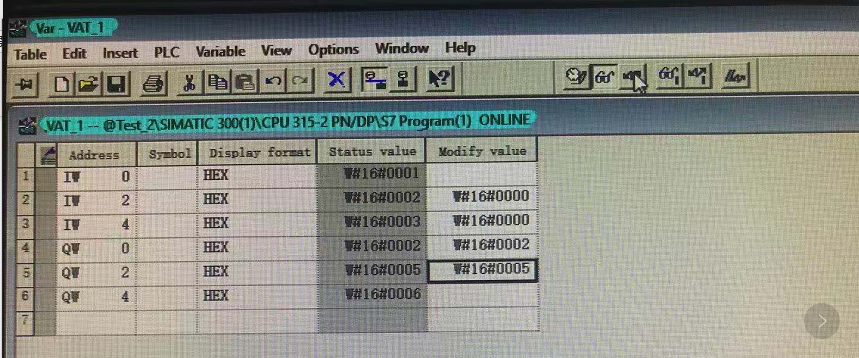 Var - VAT_1
Table Edit Insert PLC Variable View Options Window Help
VAT_1 -- @Test_2\SIMATIC 300(1)\CPU 315-2 PN/DP\S7 Program(1) ONLINE
Address Symbol Display format Status value Modify value
1 IW 0 HEX W#16#0001
2 IW 2 HEX W#16#0002 W#16#0000
3 IW 4 HEX W#16#0003 W#16#0000
4 QW 0 HEX W#16#0002 W#16#0002
5 QW 2 HEX W#16#0005 W#16#0005
6 QW 4 HEX W#16#0006
7